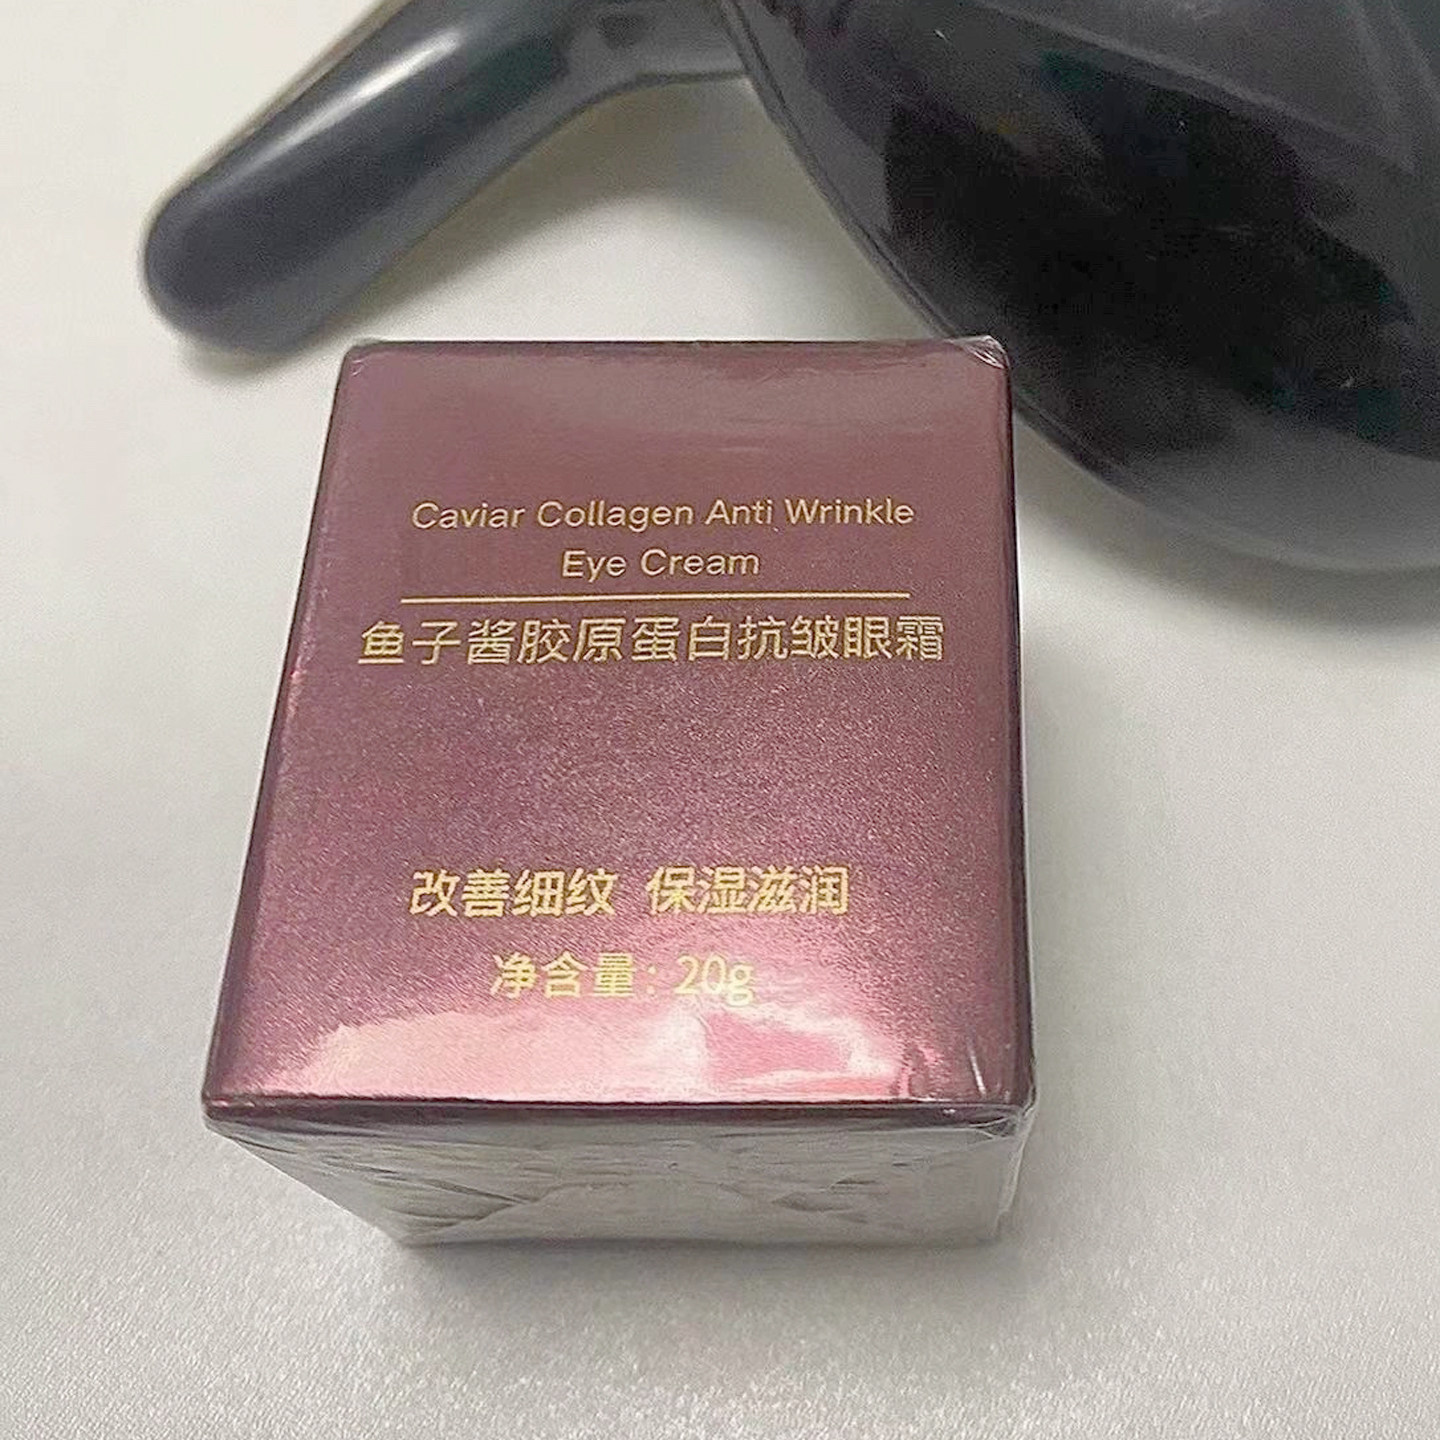 Caviar Collagen Anti Wrinkle
Eye Cream
鱼子酱胶原蛋白抗皱眼霜
改善细纹 保湿滋润
净含量: 20g